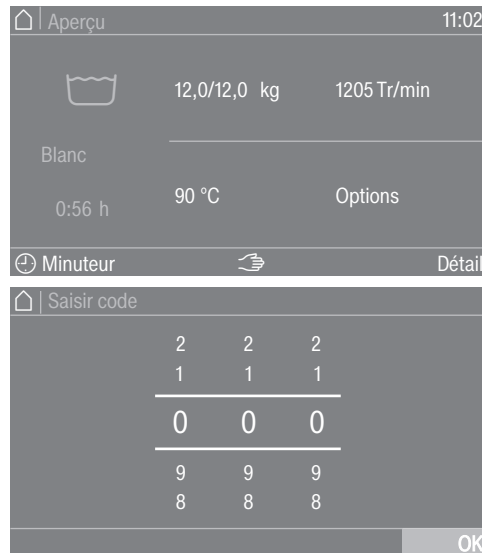 Aperçu 11:02
12,0/12,0 kg 1205 Tr/min
Blanc
90 °C Options
0:56 h
Minuteur Détail
Saisir code
2 2 2
1 1 1
0 0 0
9 9 9
8 8 8
OK